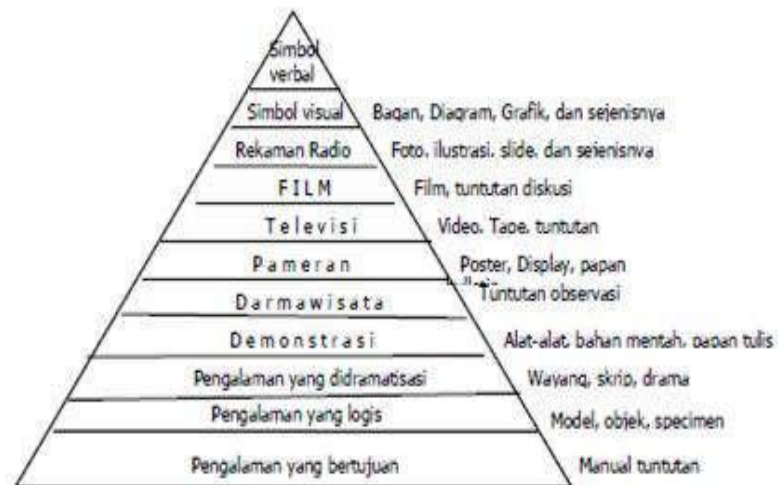 Simbol
verbal
Simbol visual Bagan, Diagram, Grafik, dan sejenisnya
Rekaman Radio Foto, ilustrasi, slide, dan sejenisnya
FILM Film, tuntutan diskusi
Televisi Video, Tape, tuntutan
Pameran Poster, Display, papan
Tuntutan observasi
Darmawisata
Demonstrasi Alat-alat, bahan mentah, papan tulis
Pengalaman yang didramatisasi Wayang, skrip, drama
Pengalaman yang logis Model, objek, specimen
Pengalaman yang bertujuan Manual tuntutan